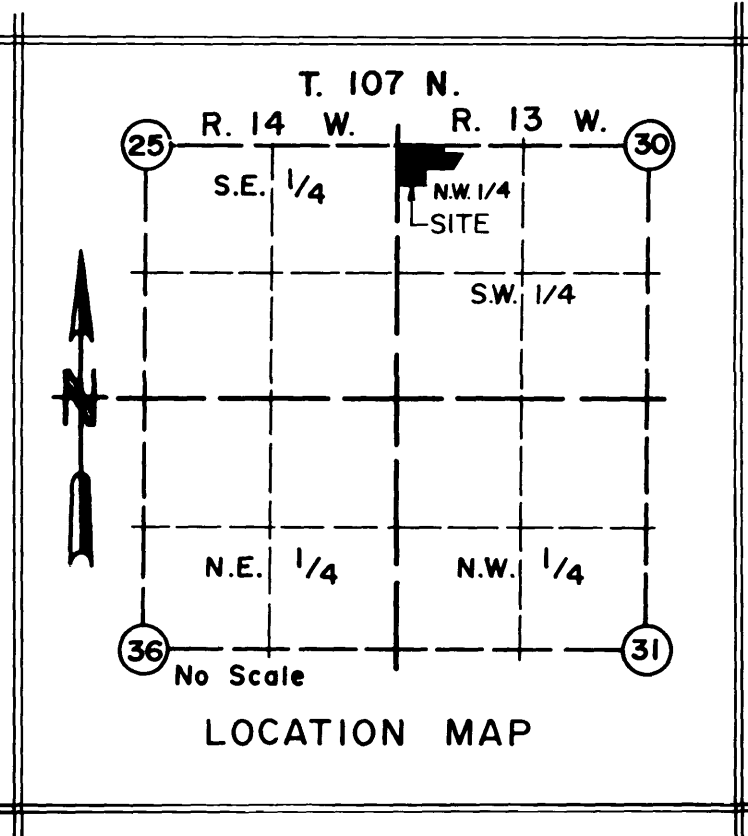 T. 107 N.
R. 14 W. R. 13 W.
25 30
S.E. 1/4 N.W. 1/4
SITE
S.W. 1/4
N
N.E. 1/4 N.W. 1/4
36 31
No Scale
LOCATION MAP